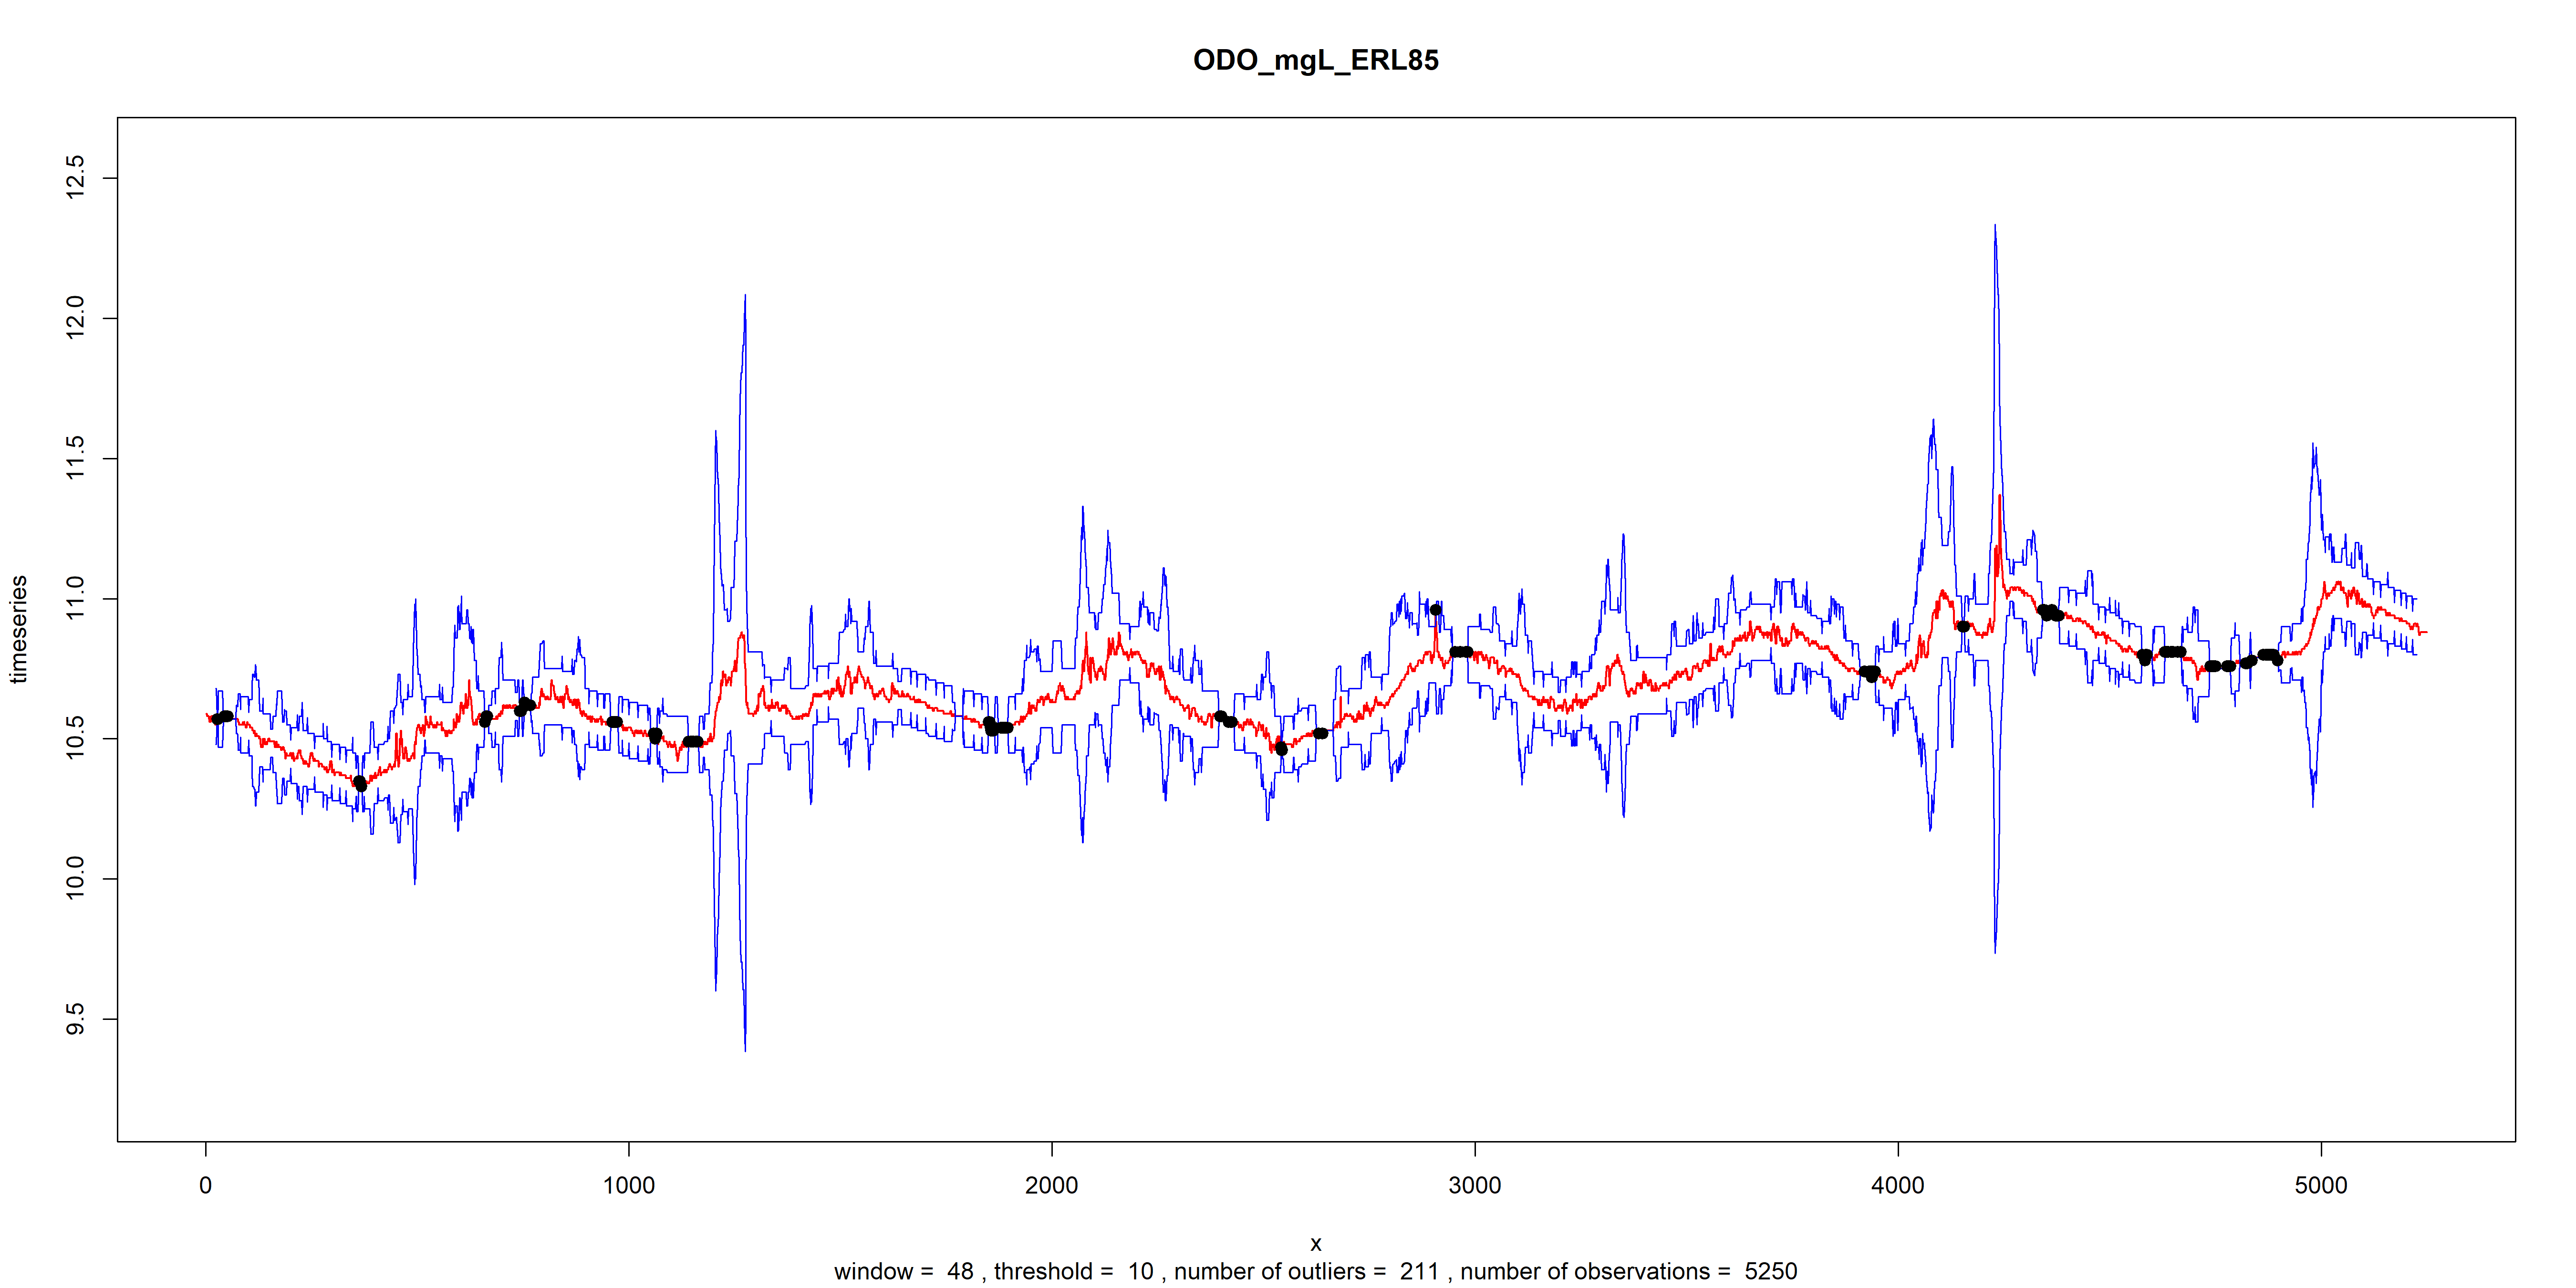 ODO_mgL_ERL85
12.5
12.0
11.5
11.0
10.5
10.0
9.5
timeseries
0 1000 2000 3000 4000 5000
x
window = 48 , threshold = 10 , number of outliers = 211 , number of observations = 5250